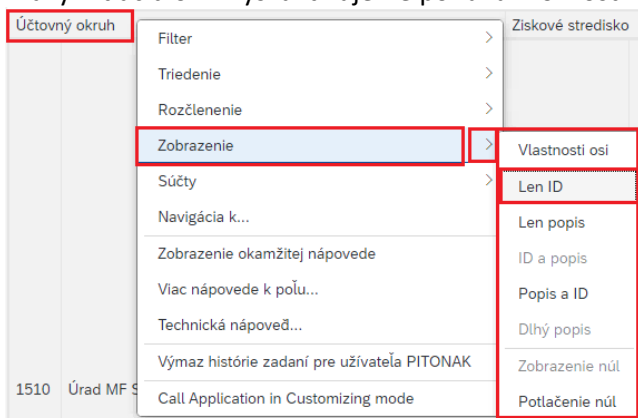 Účtovný okruh
Ziskové stredisko
Filter
Triedenie
Rozčlenenie
Zobrazenie
Súčty
Navigácia k...
Zobrazenie okamžitej nápovede
Viac nápovede k poľu...
Technická nápoveď...
Výmaz histórie zadaní pre užívateľa PITONAK
Call Application in Customizing mode
Vlastnosti osi
Len ID
Len popis
ID a popis
Popis a ID
Dlhý popis
Zobrazenie núl
Potlačenie núl
1510 Úrad MF